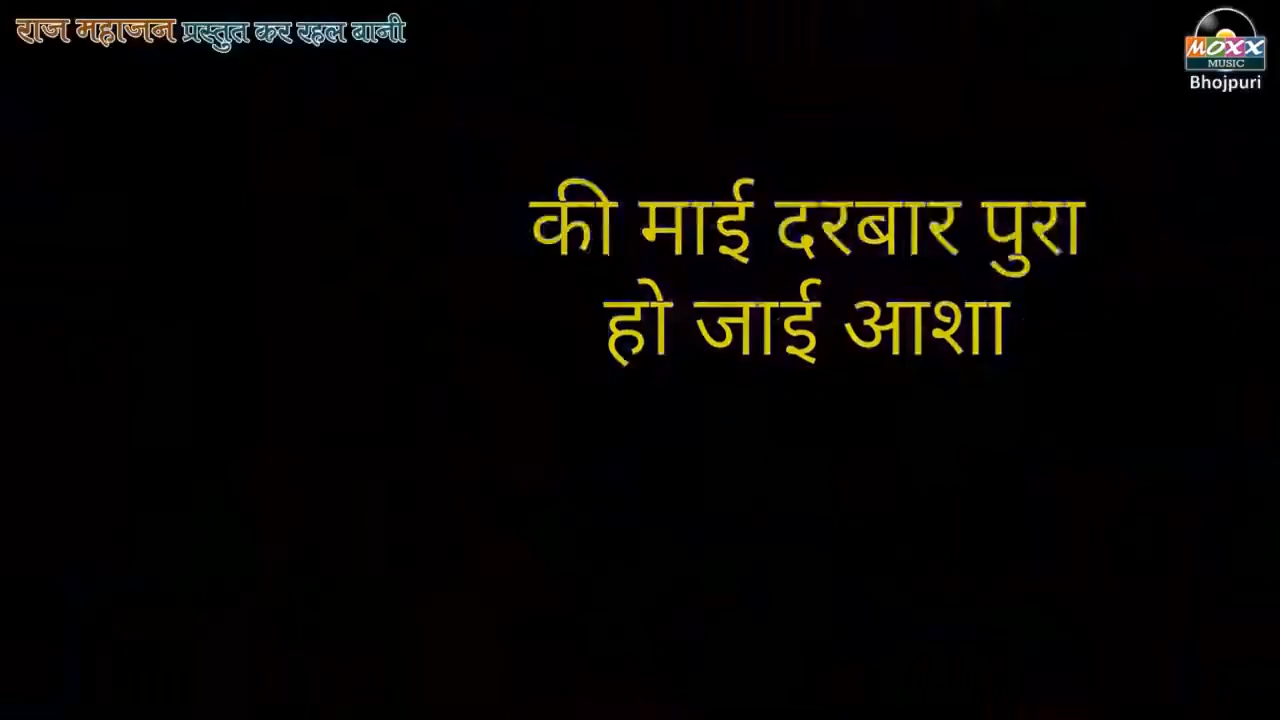 राज महाजन प्रस्तुत कर रहल बानी
MOXX
MUSIC
Bhojpuri
की माई दरबार पुरा
हो जाई आशा